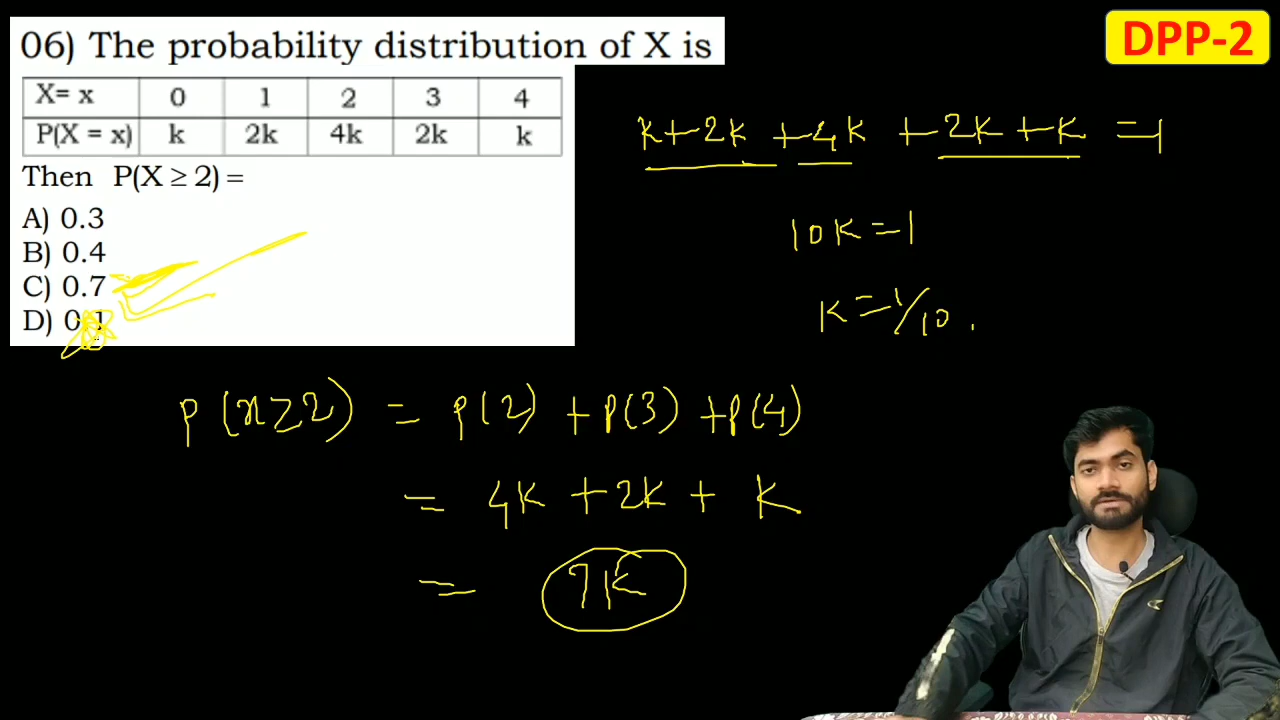 DPP-2
06) The probability distribution of X is
X= x 0 1 2 3 4
P(X = x) k 2k 4k 2k k
Then P(X ≥ 2) =
A) 0.3
B) 0.4
C) 0.7
D) 0.1
k+2k +4k +2k +k =1
10k=1
k=1/10.
p(x≥2) = p(2) +p(3) +p(4)
= 4k +2k + k
= 7k